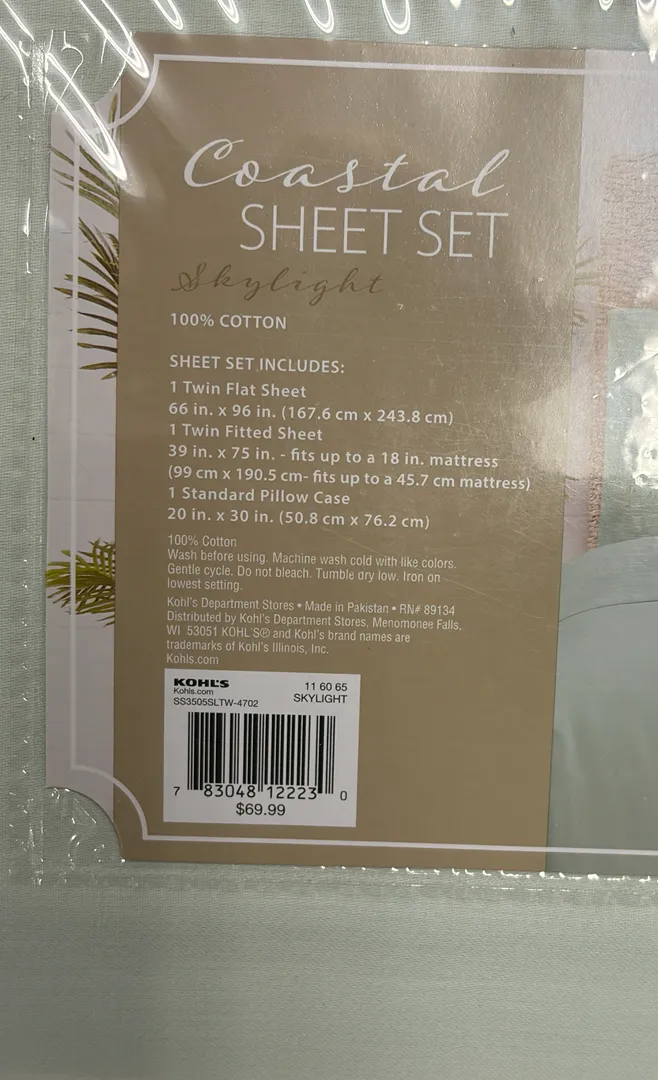 Coastal
SHEET SET
Skylight
100% COTTON
SHEET SET INCLUDES:
1 Twin Flat Sheet
66 in. x 96 in. (167.6 cm x 243.8 cm)
1 Twin Fitted Sheet
39 in. x 75 in. - fits up to a 18 in. mattress
(99 cm x 190.5 cm- fits up to a 45.7 cm mattress)
1 Standard Pillow Case
20 in. x 30 in. (50.8 cm x 76.2 cm)
100% Cotton
Wash before using. Machine wash cold with like colors.
Gentle cycle. Do not bleach. Tumble dry low. Iron on
lowest setting.
Kohl's Department Stores • Made in Pakistan • RN# 89134
Distributed by Kohl's Department Stores, Menomonee Falls,
WI 53051 KOHL'S® and Kohl's brand names are
trademarks of Kohl's Illinois, Inc.
Kohls.com
KOHL'S 11 60 65
Kohls.com SKYLIGHT
SS3505SLTW-4702
7 83048 12223 0
$69.99